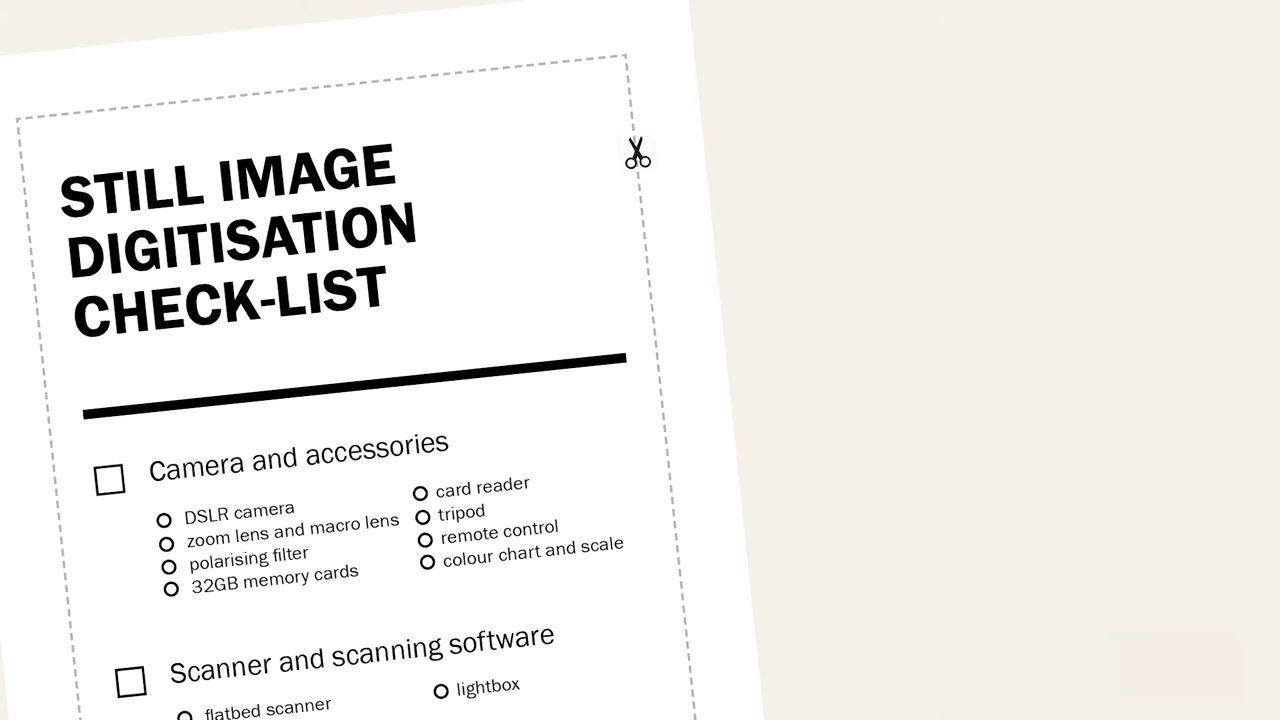 STILL IMAGE
DIGITISATION
CHECK-LIST
Camera and accessories
DSLR camera
zoom lens and macro lens
polarising filter
32GB memory cards
card reader
tripod
remote control
colour chart and scale
Scanner and scanning software
flatbed scanner
lightbox